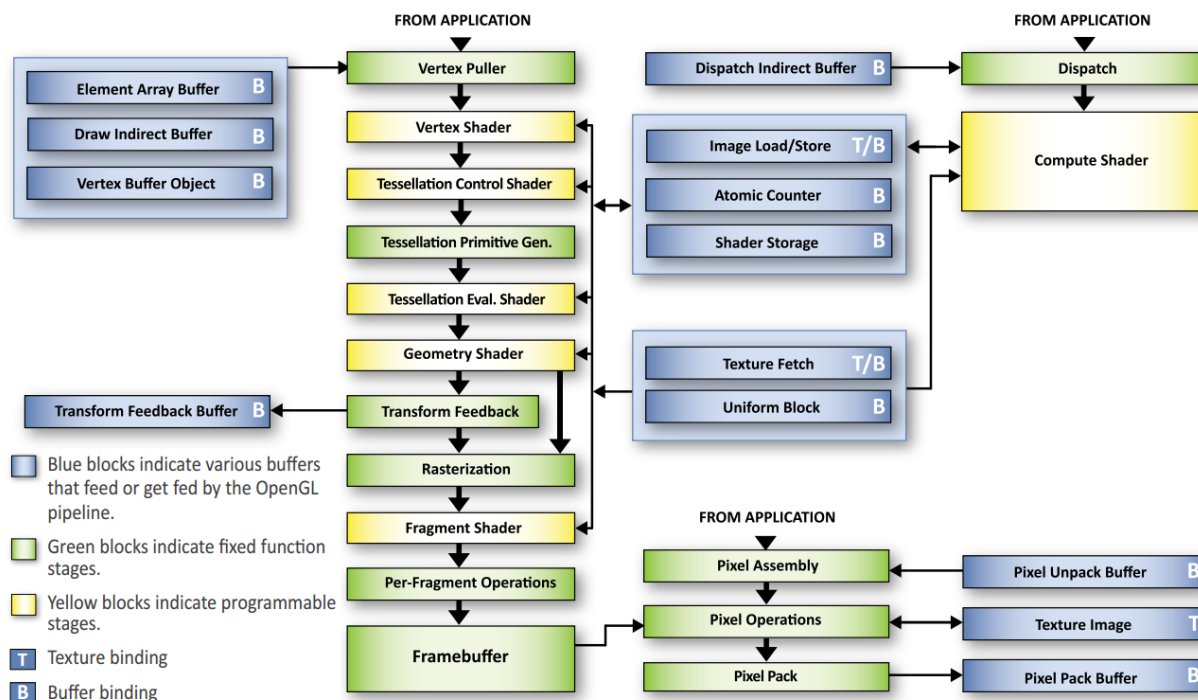 FROM APPLICATION
FROM APPLICATION
Vertex Puller
Dispatch Indirect Buffer B
Dispatch
Element Array Buffer B
Draw Indirect Buffer B
Vertex Buffer Object B
Vertex Shader
Tessellation Control Shader
Tessellation Primitive Gen.
Tessellation Eval. Shader
Geometry Shader
Transform Feedback Buffer B
Transform Feedback
Rasterization
Fragment Shader
Per-Fragment Operations
Framebuffer
Image Load/Store T/B
Atomic Counter B
Shader Storage B
Compute Shader
Texture Fetch T/B
Uniform Block B
Blue blocks indicate various buffers
that feed or get fed by the OpenGL
pipeline.
Green blocks indicate fixed function
stages.
Yellow blocks indicate programmable
stages.
T Texture binding
B Buffer binding
FROM APPLICATION
Pixel Assembly
Pixel Unpack Buffer B
Pixel Operations
Texture Image T
Pixel Pack
Pixel Pack Buffer B